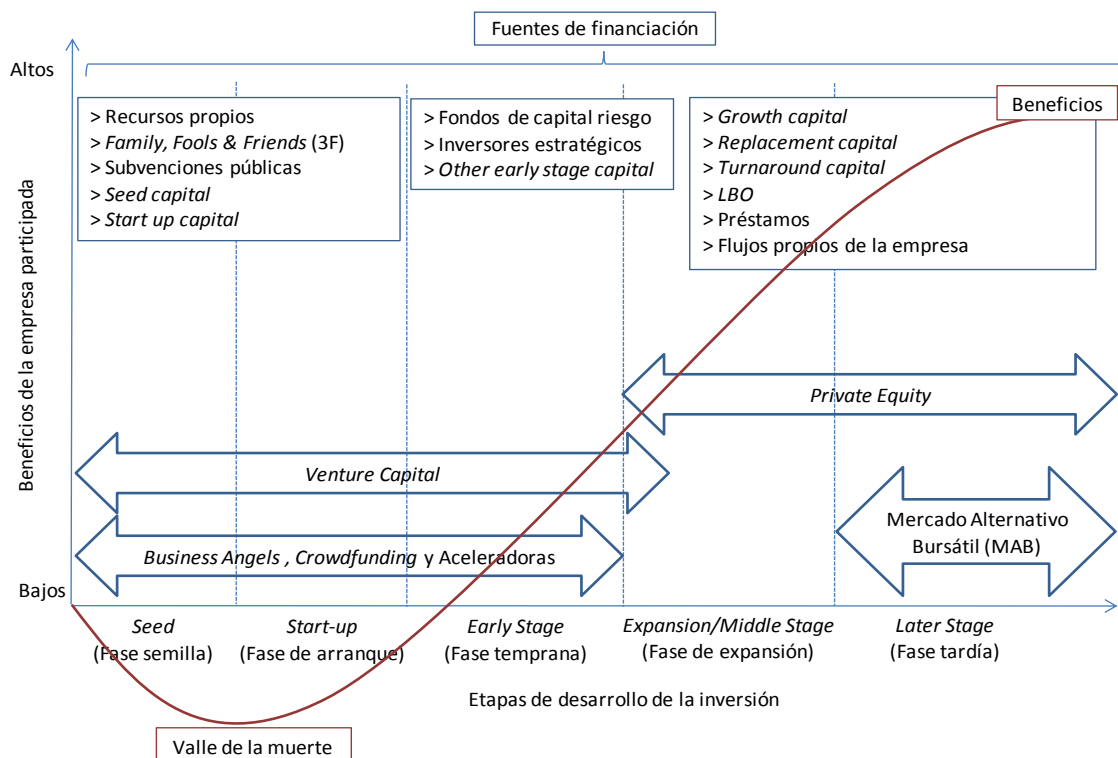 Fuentes de financiación
Altos
> Recursos propios
> Family, Fools & Friends (3F)
> Subvenciones públicas
> Seed capital
> Start up capital
> Fondos de capital riesgo
> Inversores estratégicos
> Other early stage capital
> Growth capital
> Replacement capital
> Turnaround capital
> LBO
> Préstamos
> Flujos propios de la empresa
Beneficios
Beneficios de la empresa participada
Private Equity
Venture Capital
Business Angels , Crowdfunding y Aceleradoras
Mercado Alternativo
Bursátil (MAB)
Bajos
Seed
(Fase semilla)
Start-up
(Fase de arranque)
Early Stage
(Fase temprana)
Expansion/Middle Stage
(Fase de expansión)
Later Stage
(Fase tardía)
Etapas de desarrollo de la inversión
Valle de la muerte